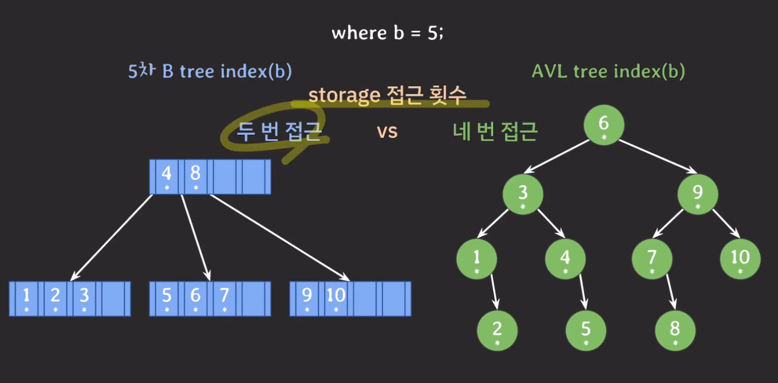 where b = 5;
5차 B tree index(b)
AVL tree index(b)
storage 접근 횟수
두 번 접근
vs
네 번 접근
4 8
1 2 3
5 6 7
9 10
6
3 9
1 4 7 10
2 5 8